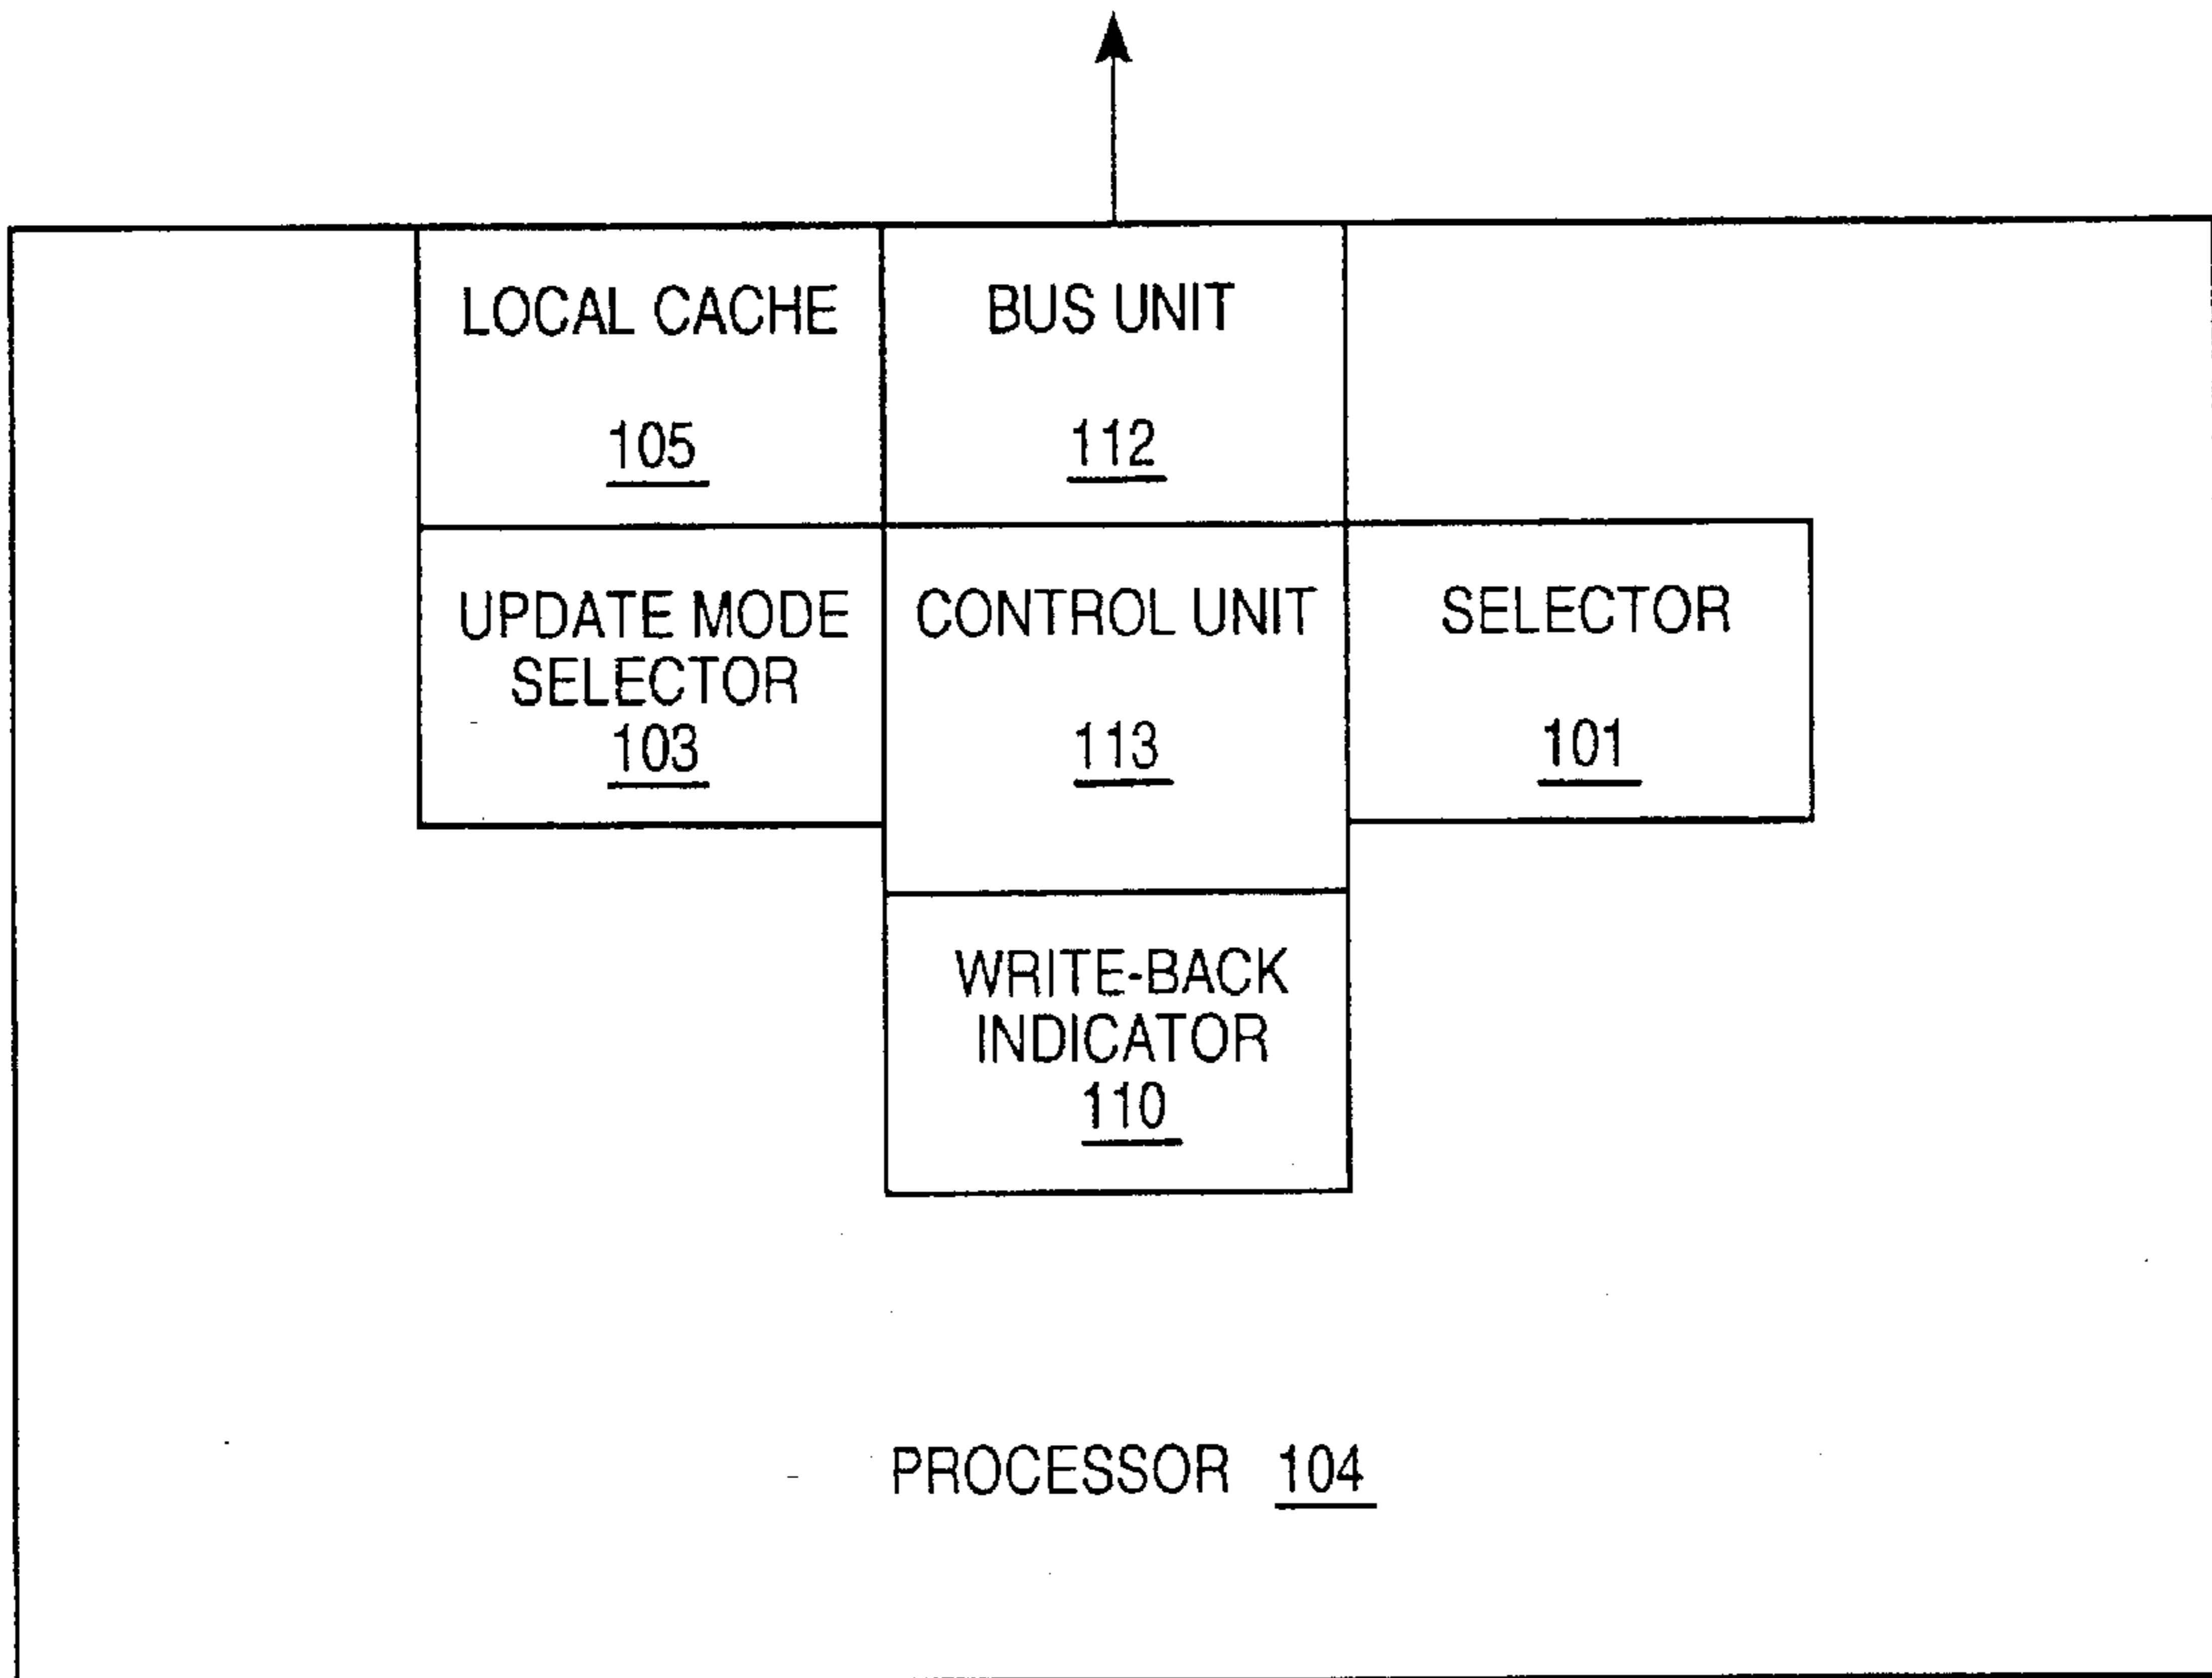 LOCAL CACHE
105
BUS UNIT
112
UPDATE MODE
SELECTOR
103
CONTROL UNIT
113
SELECTOR
101
WRITE-BACK
INDICATOR
110
PROCESSOR 104